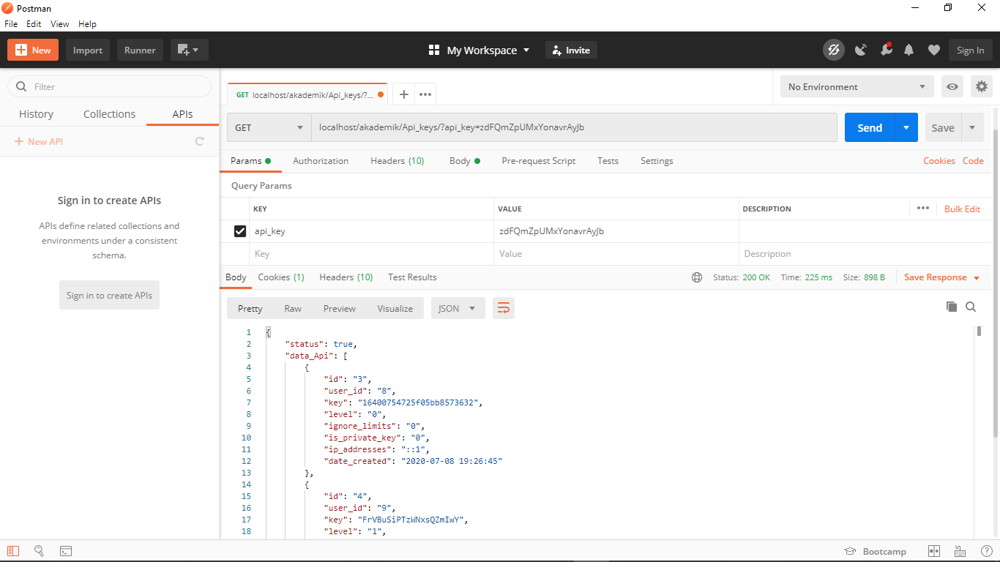 Postman
File Edit View Help
New Import Runner My Workspace Invite Sign In
Filter
History Collections APIs
New API
Sign in to create APIs
APIs define related collections and
environments under a consistent
schema.
Sign in to create APIs
GET localhost/akademik/Api_keys/?...
No Environment
GET localhost/akademik/Api_keys/?api_key=zdFQmZpUMxYonavrAyJb Send Save
Params Authorization Headers (10) Body Pre-request Script Tests Settings Cookies Code
Query Params
KEY VALUE DESCRIPTION Bulk Edit
api_key zdFQmZpUMxYonavrAyJb
Key Value Description
Body Cookies (1) Headers (10) Test Results Status: 200 OK Time: 225 ms Size: 898 B Save Response
Pretty Raw Preview Visualize JSON
1 {
2 "status": true,
3 "data_Api": [
4 {
5 "id": "3",
6 "user_id": "8",
7 "key": "16400754725f05bb8573632",
8 "level": "0",
9 "ignore_limits": "0",
10 "is_private_key": "0",
11 "ip_addresses": "::1",
12 "date_created": "2020-07-08 19:26:45"
13 },
14 {
15 "id": "4",
16 "user_id": "9",
17 "key": "FrVBuSiPTzWNxsQZmIwY",
18 "level": "1",
Bootcamp